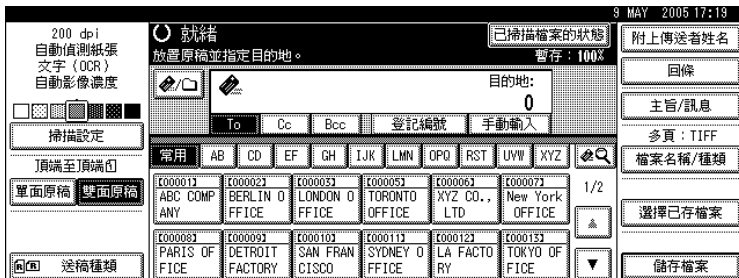 9 MAY 2005 17:19
200 dpi
自動偵測紙張
文字 (OCR)
自動影像濃度
掃描設定
頂端至頂端
單面原稿 雙面原稿
送稿種類
就緒
已掃描檔案的狀態
放置原稿並指定目的地。
暫存:100%
目的地:
0
To Cc Bcc 登記編號 手動輸入
常用 AB CD EF GH IJK LMN OPQ RST UVW XYZ
[00001] ABC COMP ANY
[00002] BERLIN O FFICE
[00003] LONDON O FFICE
[00005] TORONTO OFFICE
[00006] XYZ CO., LTD
[00007] New York OFFICE
1/2
[00008] PARIS OF FICE
[00009] DETROIT FACTORY
[00010] SAN FRAN CISCO
[00011] SYDNEY O FFICE
[00012] LA FACTO RY
[00013] TOKYO OF FICE
附上傳送者姓名
回條
主旨/訊息
多頁:TIFF
檔案名稱/種類
選擇已存檔案
儲存檔案